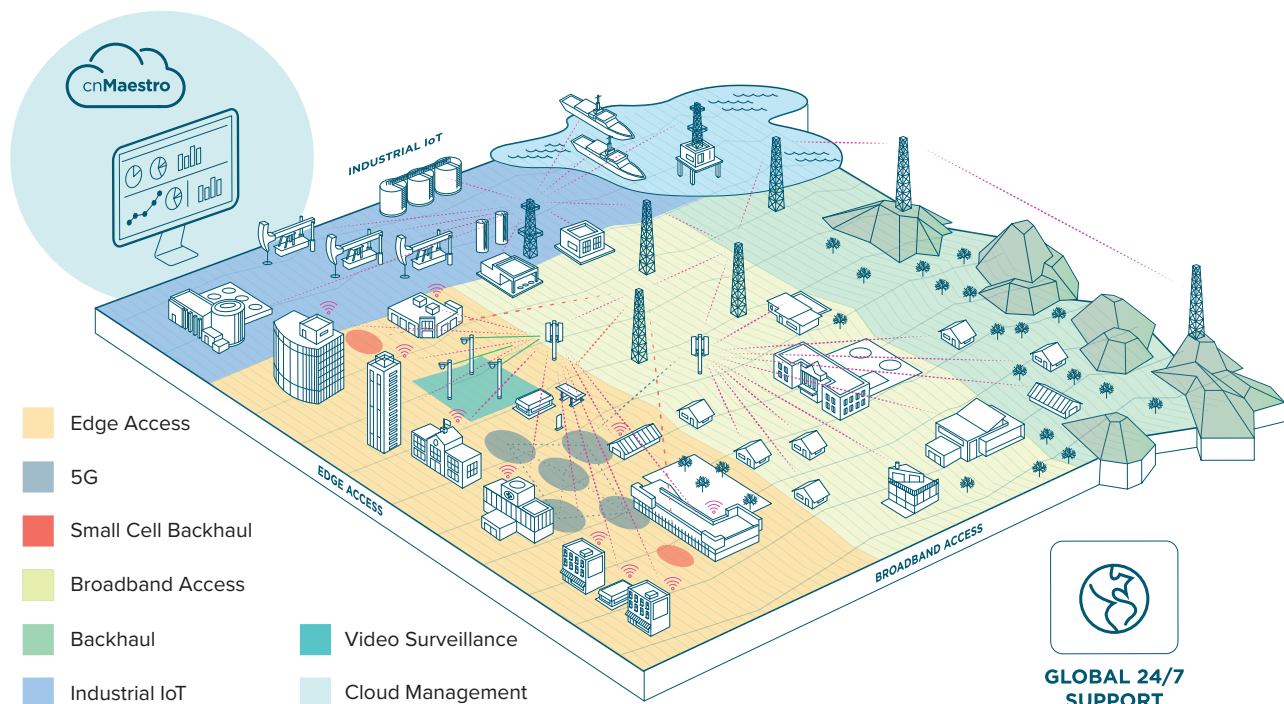 cnMaestro
INDUSTRIAL IoT
EDGE ACCESS
BROADBAND ACCESS
Edge Access
5G
Small Cell Backhaul
Broadband Access
Backhaul
Industrial IoT
Video Surveillance
Cloud Management
GLOBAL 24/7
SUPPORT